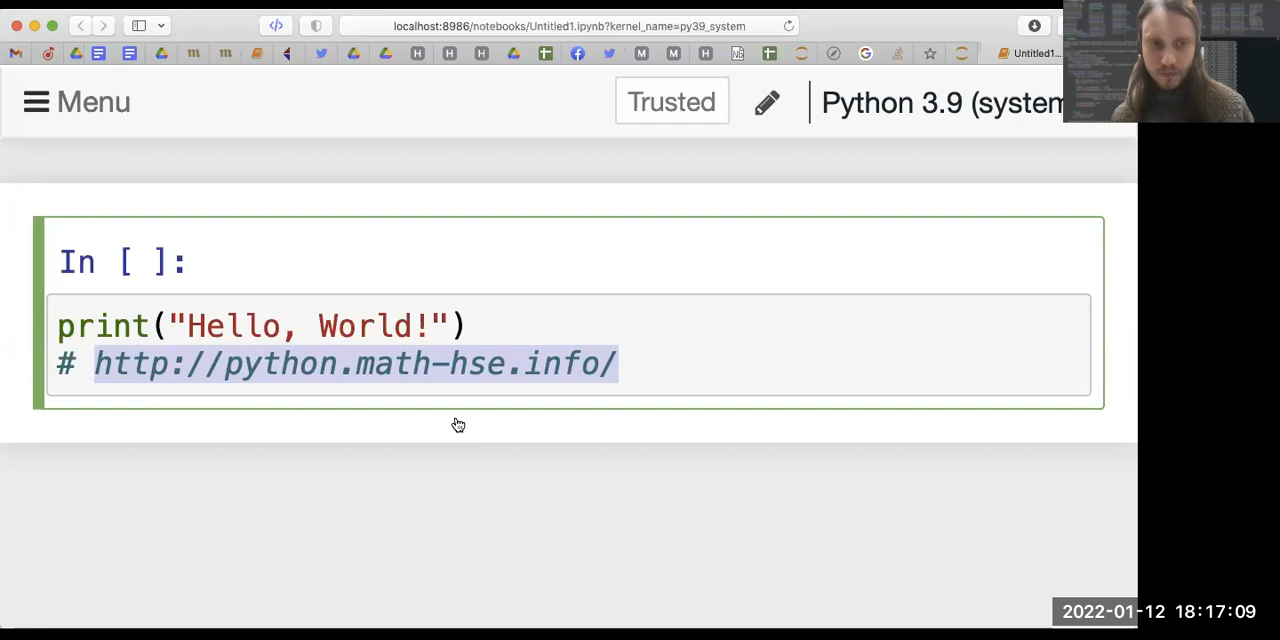 localhost:8986/notebooks/Untitled1.ipynb?kernel_name=py39_system
Untitled1...
Menu
Trusted
Python 3.9 (system
In [ ]:
print("Hello, World!")
# http://python.math-hse.info/
2022-01-12 18:17:09